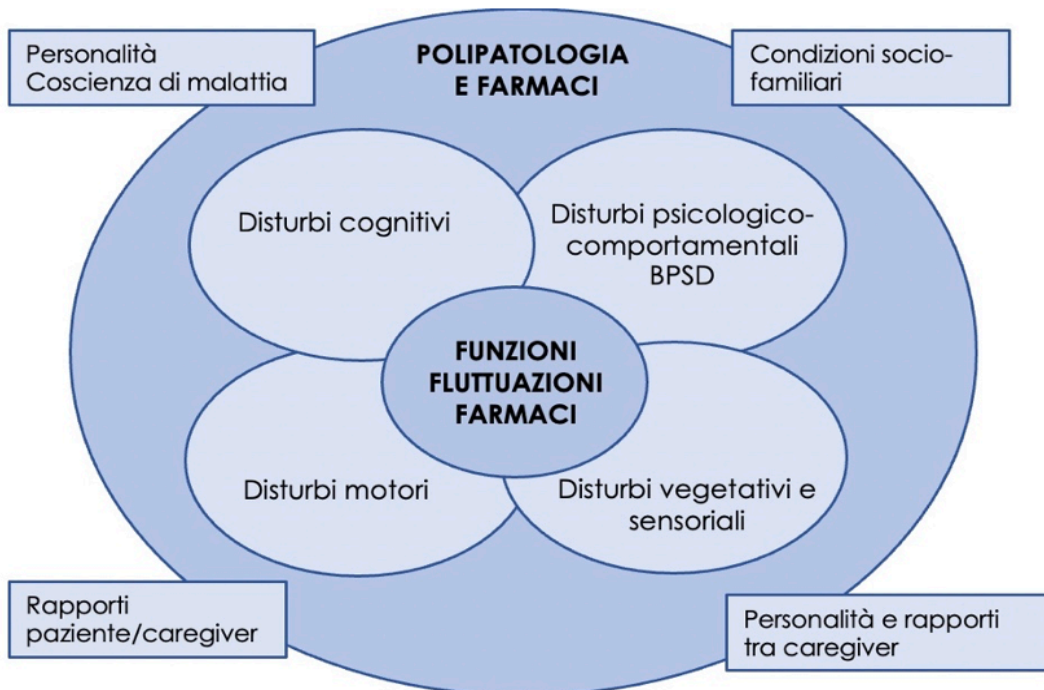 Personalità
Coscienza di malattia
POLIPATOLOGIA
E FARMACI
Condizioni socio-
familiari
Disturbi cognitivi
Disturbi psicologico-
comportamentali
BPSD
FUNZIONI
FLUTTUAZIONI
FARMACI
Disturbi motori
Disturbi vegetativi e
sensoriali
Rapporti
paziente/caregiver
Personalità e rapporti
tra caregiver